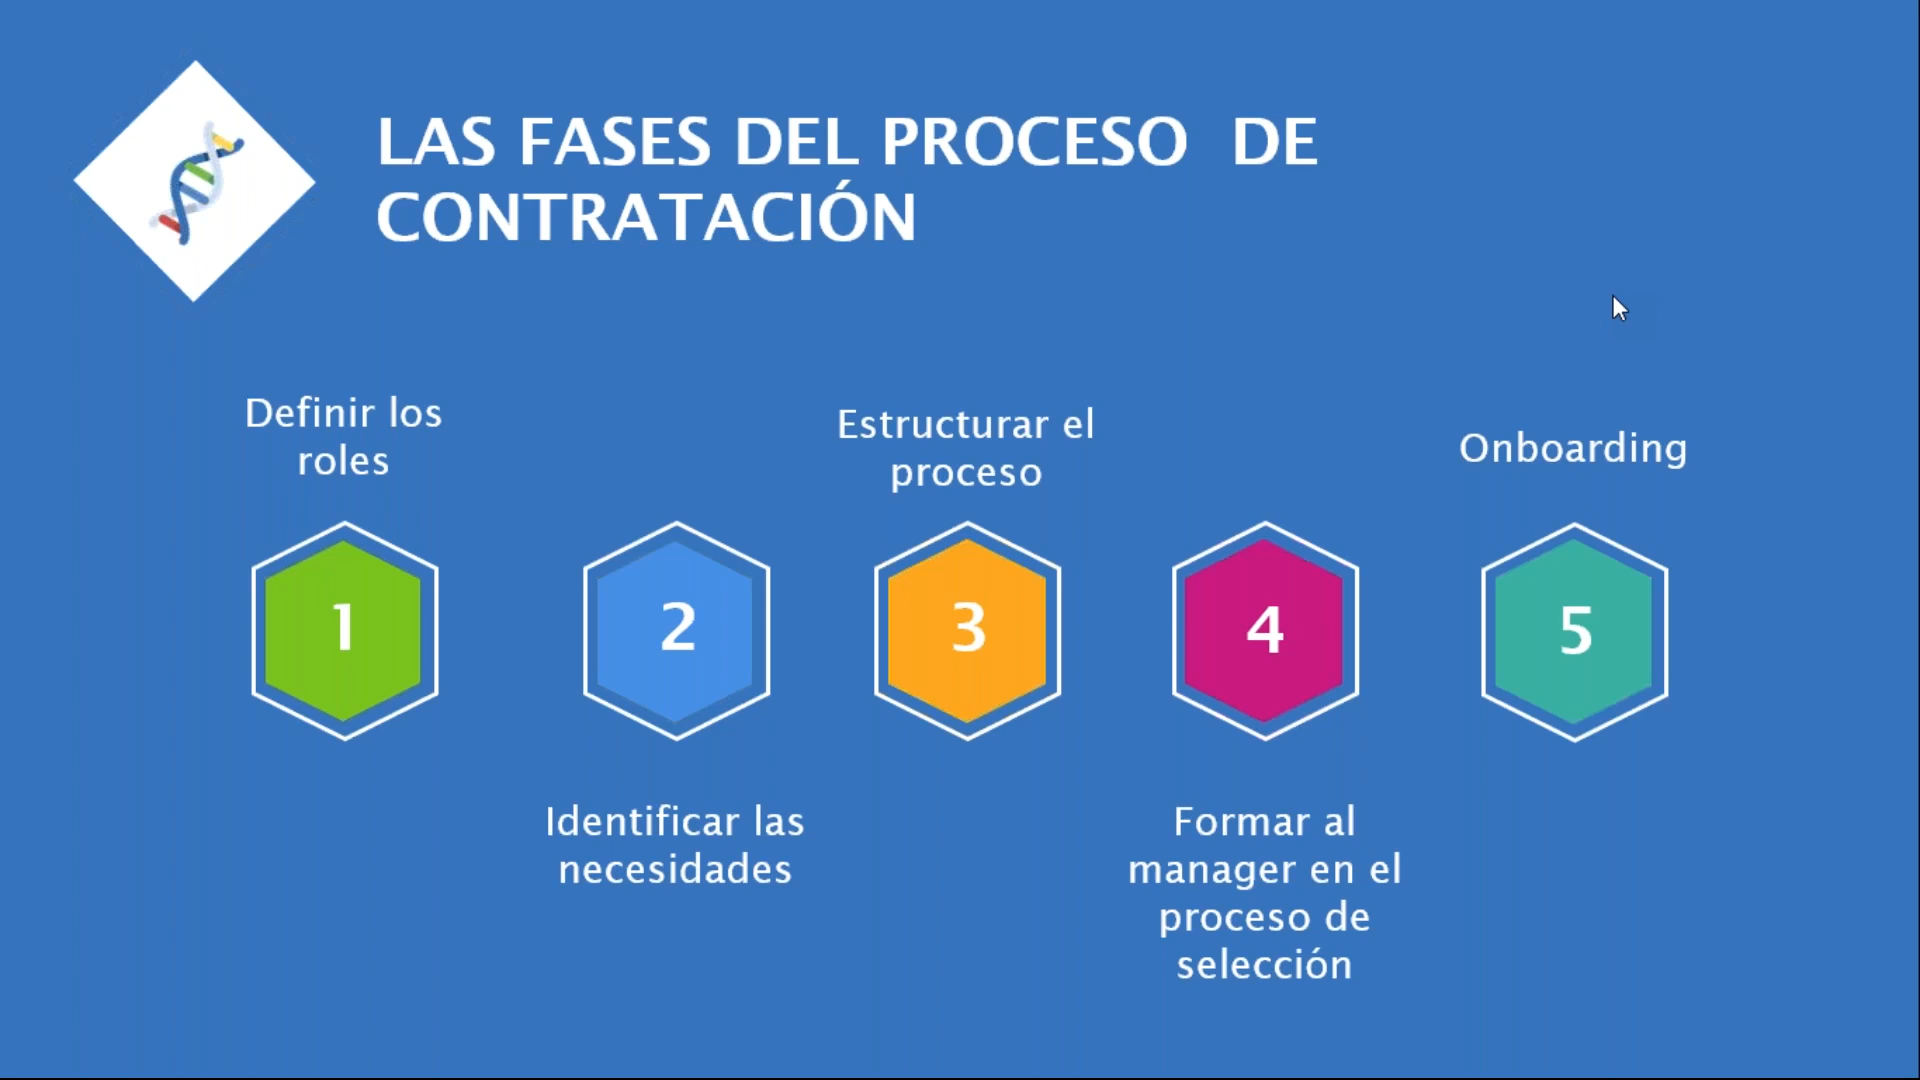 LAS FASES DEL PROCESO  DE
CONTRATACIÓN
Definir los
roles
1
2
Identificar las
necesidades
Estructurar el
proceso
3
4
Formar al
manager en el
proceso de
selección
Onboarding
5